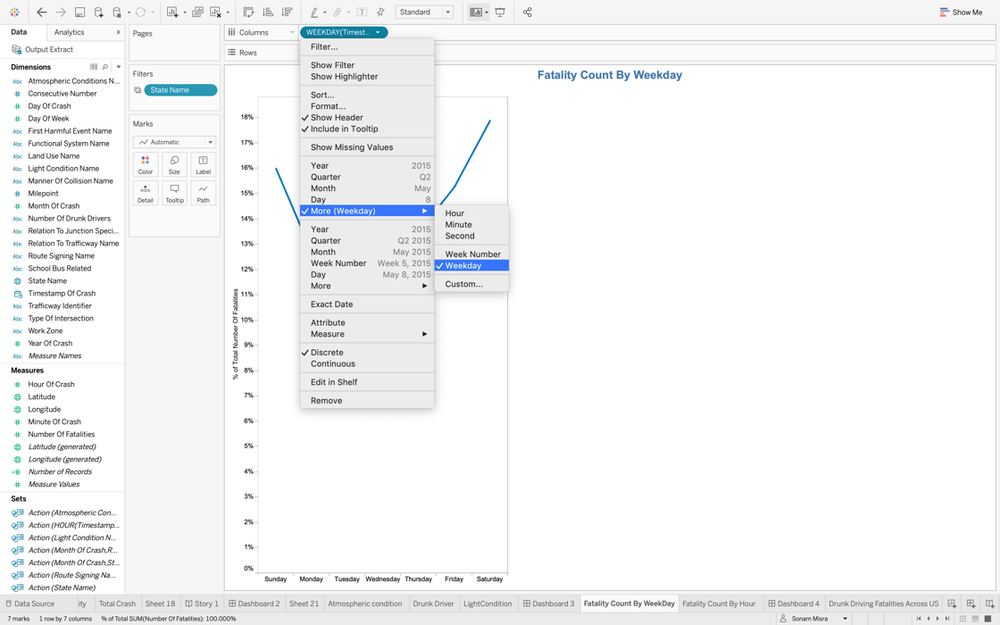 Standard
Show Me
Data
Analytics
Output Extract
Dimensions
Abc Atmospheric Conditions N...
Consecutive Number
Day Of Crash
Day Of Week
Abc First Harmful Event Name
Abc Functional System Name
Abc Land Use Name
Abc Light Condition Name
Abc Manner Of Collision Name
Milepoint
Month Of Crash
Number Of Drunk Drivers
Abc Relation To Junction Speci...
Abc Relation To Trafficway Name
Abc Route Signing Name
Abc School Bus Related
State Name
Timestamp Of Crash
Abc Trafficway Identifier
Abc Type Of Intersection
Abc Work Zone
Year Of Crash
Abc Measure Names
Measures
Hour Of Crash
Latitude
Longitude
Minute Of Crash
Number Of Fatalities
Latitude (generated)
Longitude (generated)
Number of Records
Measure Values
Sets
Action (Atmospheric Con...
Action (HOUR(Timestamp...
Action (Light Condition N...
Action (Month Of Crash,R...
Action (Month Of Crash,St...
Action (Route Signing Na...
Action (State Name)
Pages
Filters
State Name
Marks
Automatic
Color
Size
Label
Detail
Tooltip
Path
Columns
WEEKDAY(Timest..
Rows
Fatality Count By Weekday
Filter...
Show Filter
Show Highlighter
Sort...
Format...
Show Header
Include in Tooltip
Show Missing Values
Year 2015
Quarter Q2
Month May
Day 8
More (Weekday)
Year 2015
Quarter Q2 2015
Month May 2015
Week Number Week 5, 2015
Day May 8, 2015
More
Exact Date
Attribute
Measure
Discrete
Continuous
Edit in Shelf
Remove
Hour
Minute
Second
Week Number
Weekday
Custom...
% of Total Number Of Fatalities
18%
17%
16%
15%
14%
13%
12%
11%
10%
9%
8%
7%
6%
5%
4%
3%
2%
1%
0%
Sunday Monday Tuesday Wednesday Thursday Friday Saturday
Data Source
ity
Total Crash
Sheet 18
Story 1
Dashboard 2
Sheet 21
Atmospheric condition
Drunk Driver
LightCondition
Dashboard 3
Fatality Count By Weekday
Fatality Count By Hour
Dashboard 4
Drunk Driving Fatalities Across US
7 marks 1 row by 7 columns % of Total SUM(Number Of Fatalities): 100.000%
Sonam Misra